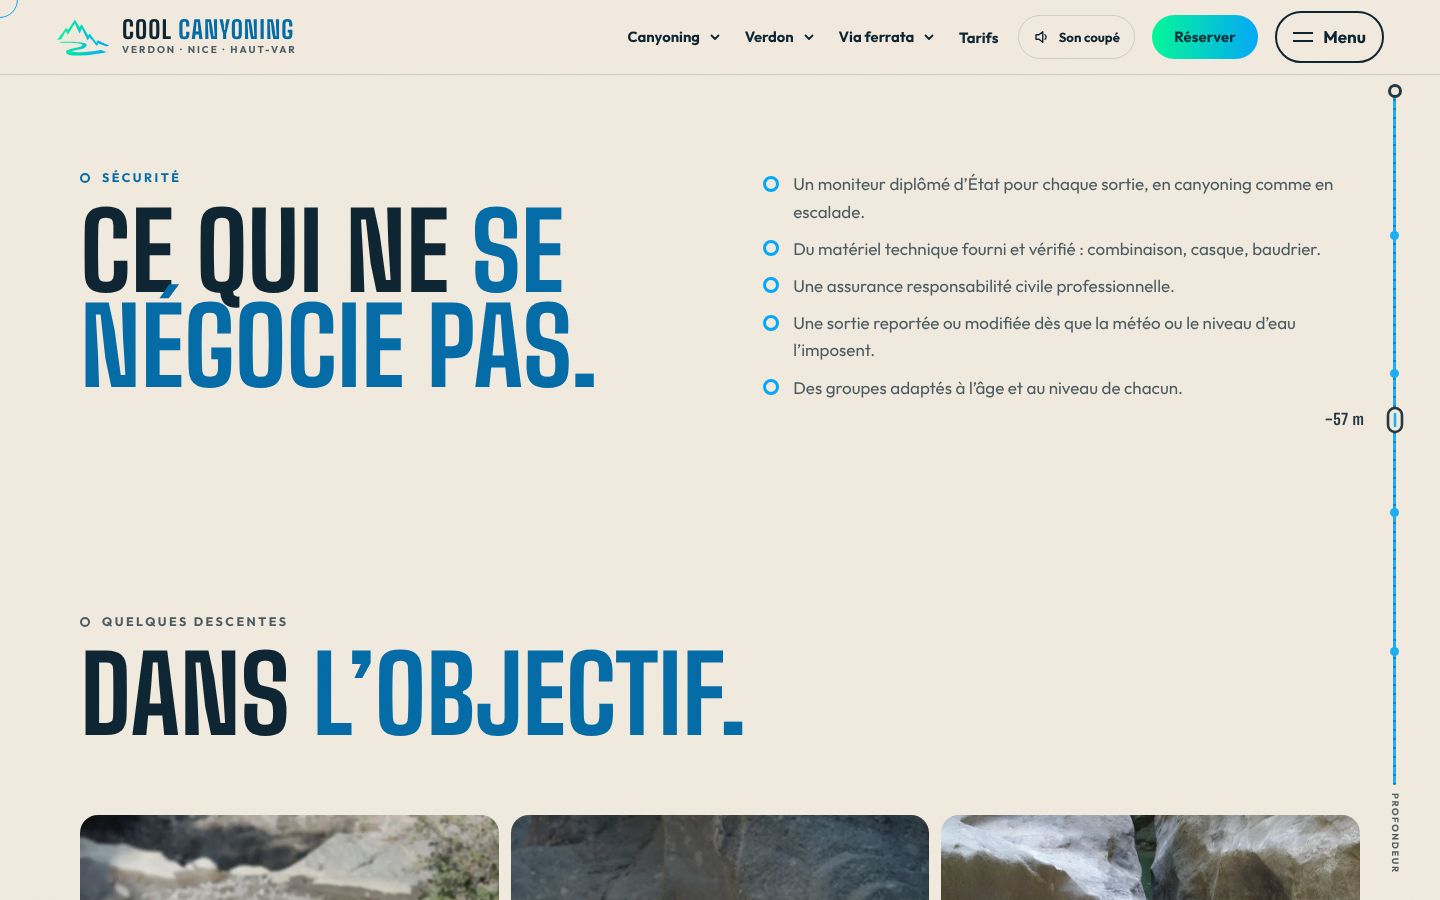 COOL CANYONING
VERDON · NICE · HAUT-VAR
Canyoning
Verdon
Via ferrata
Tarifs
Son coupé
Réserver
Menu
SÉCURITÉ
CE QUI NE SE
NÉGOCIE PAS.
Un moniteur diplômé d’État pour chaque sortie, en canyoning comme en
escalade.
Du matériel technique fourni et vérifié : combinaison, casque, baudrier.
Une assurance responsabilité civile professionnelle.
Une sortie reportée ou modifiée dès que la météo ou le niveau d’eau
l’imposent.
Des groupes adaptés à l’âge et au niveau de chacun.
−57 m
QUELQUES DESCENTES
DANS L’OBJECTIF.
PROFONDEUR